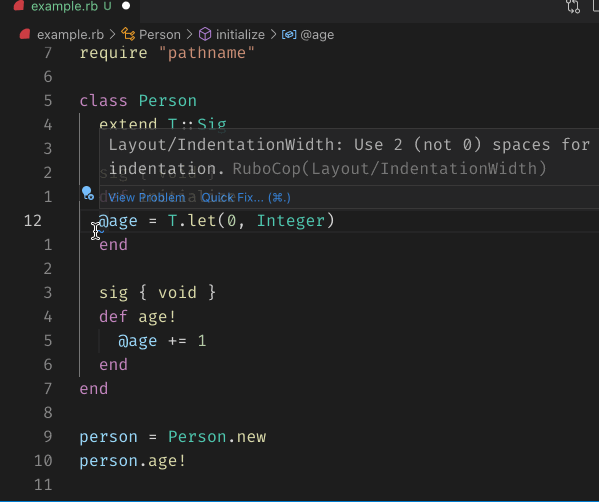 example.rb U
example.rb > Person > initialize > @age
7 require "pathname"
6
5 class Person
4 extend T::Sig
3 Layout/IndentationWidth: Use 2 (not 0) spaces for
2 indentation. RuboCop(Layout/IndentationWidth)
1 View Problem Quick Fix... (⌘.)
12 @age = T.let(0, Integer)
1 end
2
3 sig { void }
4 def age!
5 @age += 1
6 end
7 end
8
9 person = Person.new
10 person.age!
11